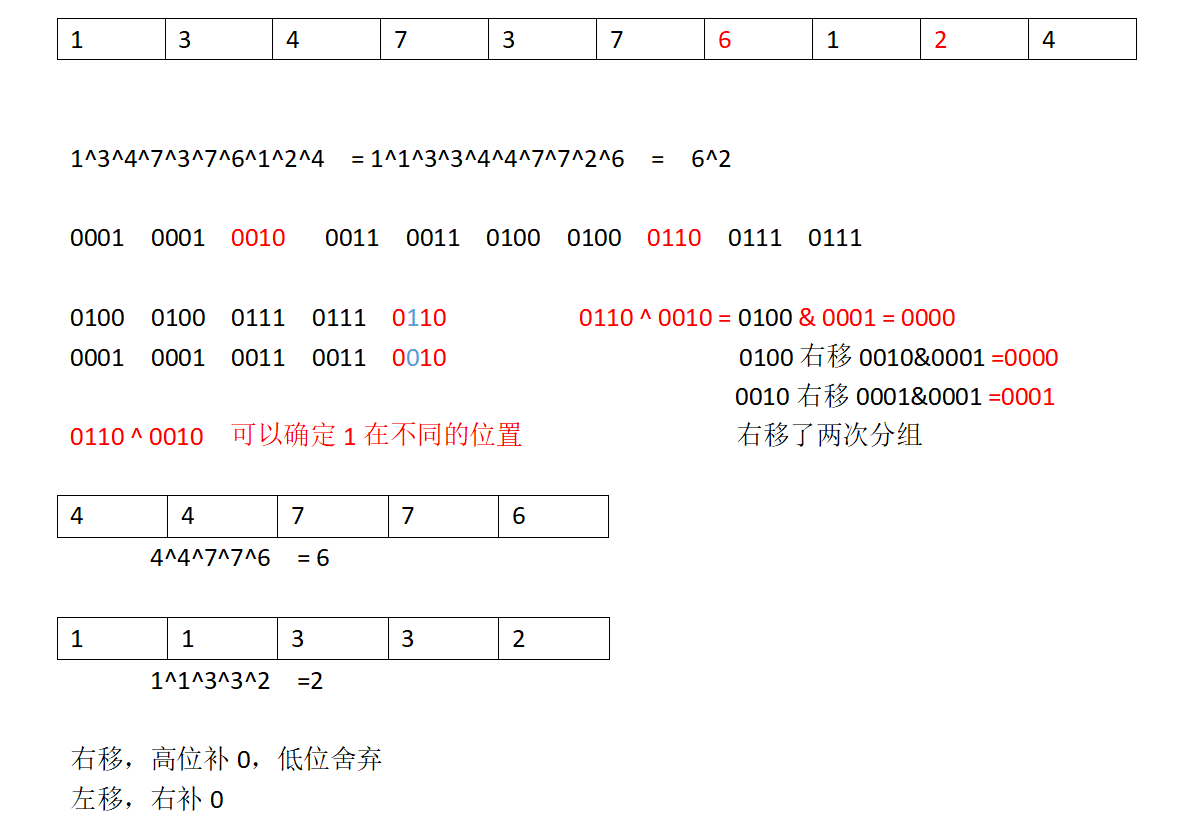 1 3 4 7 3 7 6 1 2 4
1^3^4^7^3^7^6^1^2^4 = 1^1^3^3^4^4^7^7^2^6 = 6^2
0001 0001 0010 0011 0011 0100 0100 0110 0111 0111
0100 0100 0111 0111 0110 0110 ^ 0010 = 0100 & 0001 = 0000
0001 0001 0011 0011 0010 0100 右移 0010&0001 =0000
0010 右移 0001&0001 =0001
0110 ^ 0010 可以确定 1 在不同的位置 右移了两次分组
4 4 7 7 6
4^4^7^7^6 = 6
1 1 3 3 2
1^1^3^3^2 =2
右移，高位补 0，低位舍弃
左移，右补 0